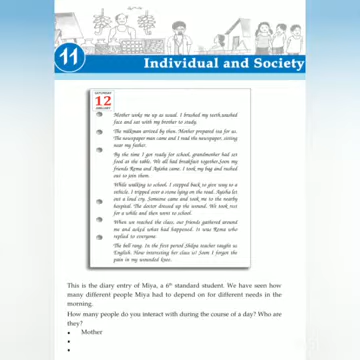 11
Individual and Society
SATURDAY
12
JANUARY
Mother woke me up as usual. I brushed my teeth, washed
face and sat with my brother to study.
The milkman arrived by then. Mother prepared tea for us.
The newspaper man came and I read the newspaper, sitting
near my father.
By the time I got ready for school, grandmother had set
food at the table. We all had breakfast together. Soon my
friends Roma and Agisha came. I took my bag and rushed
out to join them.
While walking to school I stepped back to give way to a
vehicle. I tripped over a stone lying on the road. Agisha let
out a loud cry. Someone came and took me to the nearby
hospital. The doctor dressed up the wound. We took rest
for a while and then went to school.
When we reached the class, our friends gathered around
me and asked what had happened. It was Roma who
replied to everyone.
The bell rang. In the first period Shilpa teacher taught us
English. How interesting her class is! Soon I forgot the
pain in my wounded knee.
This is the diary entry of Miya, a 6th standard student. We have seen how
many different people Miya had to depend on for different needs in the
morning.
How many people do you interact with during the course of a day? Who are
they?
• Mother
•
•